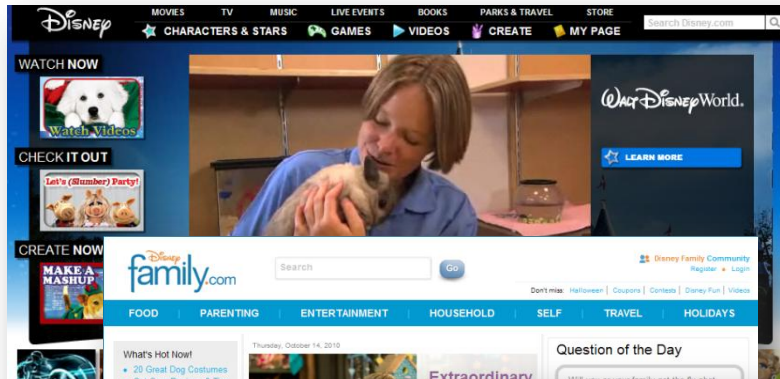 Disney
MOVIES TV MUSIC LIVE EVENTS BOOKS PARKS & TRAVEL STORE
CHARACTERS & STARS GAMES VIDEOS CREATE MY PAGE
Search Disney.com
WATCH NOW
Watch Videos
CHECK IT OUT
Let's (Slumber) Party!
CREATE NOW
MAKE A
MASHUP
Walt Disney World.
LEARN MORE
Disney
family.com
Search
Go
Disney Family Community
Register Login
Don't miss: Halloween | Coupons | Contests | Disney Fun | Videos
FOOD | PARENTING | ENTERTAINMENT | HOUSEHOLD | SELF | TRAVEL | HOLIDAYS
What's Hot Now!
20 Great Dog Costumes
Thursday, October 14, 2010
Extraordinary
Question of the Day